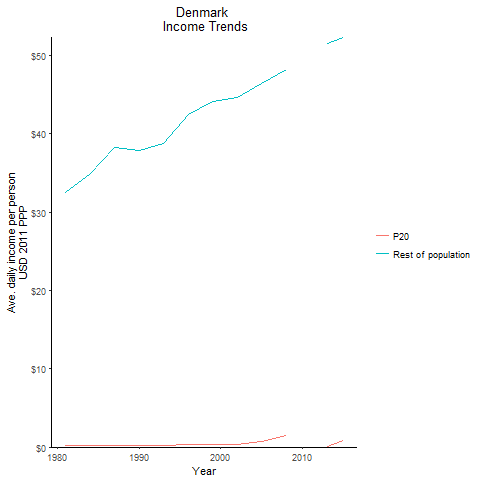 Denmark
Income Trends
Ave. daily income per person
USD 2011 PPP
$50
$40
$30
$20
$10
$0
1980
1990
2000
2010
Year
P20
Rest of population